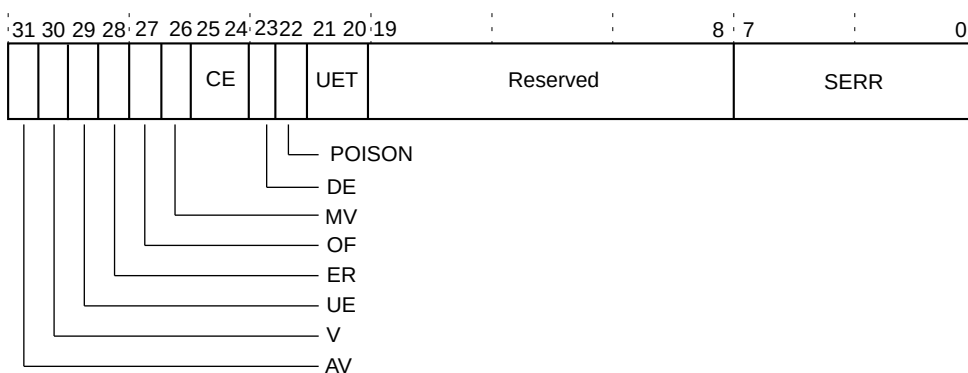 31 30 29 28 27 26 25 24 23 22 21 20 19 8 7 0
CE UET Reserved SERR
POISON
DE
MV
OF
ER
UE
V
AV